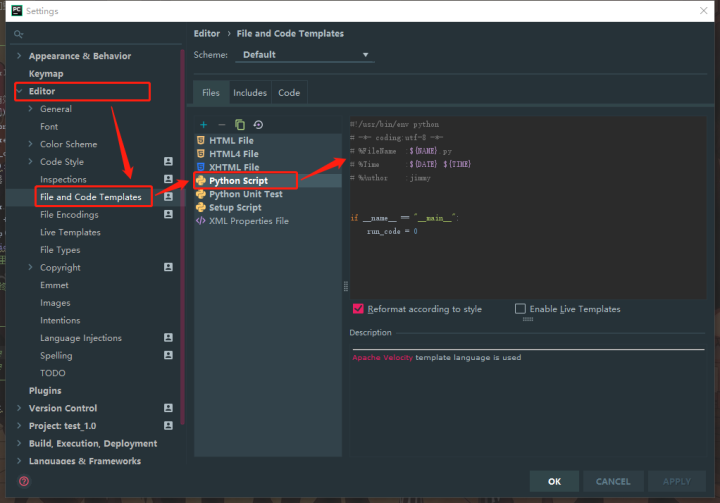 PC
Settings
Editor › File and Code Templates
Scheme: Default
Appearance & Behavior
Keymap
Editor
General
Font
Color Scheme
Code Style
Inspections
File and Code Templates
File Encodings
Live Templates
File Types
Copyright
Emmet
Images
Intentions
Language Injections
Spelling
TODO
Plugins
Version Control
Project: test_1.0
Build, Execution, Deployment
Languages & Frameworks
Files Includes Code
HTML File
HTML4 File
XHTML File
Python Script
Python Unit Test
Setup Script
XML Properties File
#!/usr/bin/env python
# -*- coding:utf-8 -*-
# %FileName :${NAME}.py
# %Time :${DATE} ${TIME}
# %Author :jimmy
if __name__ == "__main__":
run_code = 0
Reformat according to style Enable Live Templates
Description
Apache Velocity template language is used
?
OK CANCEL APPLY